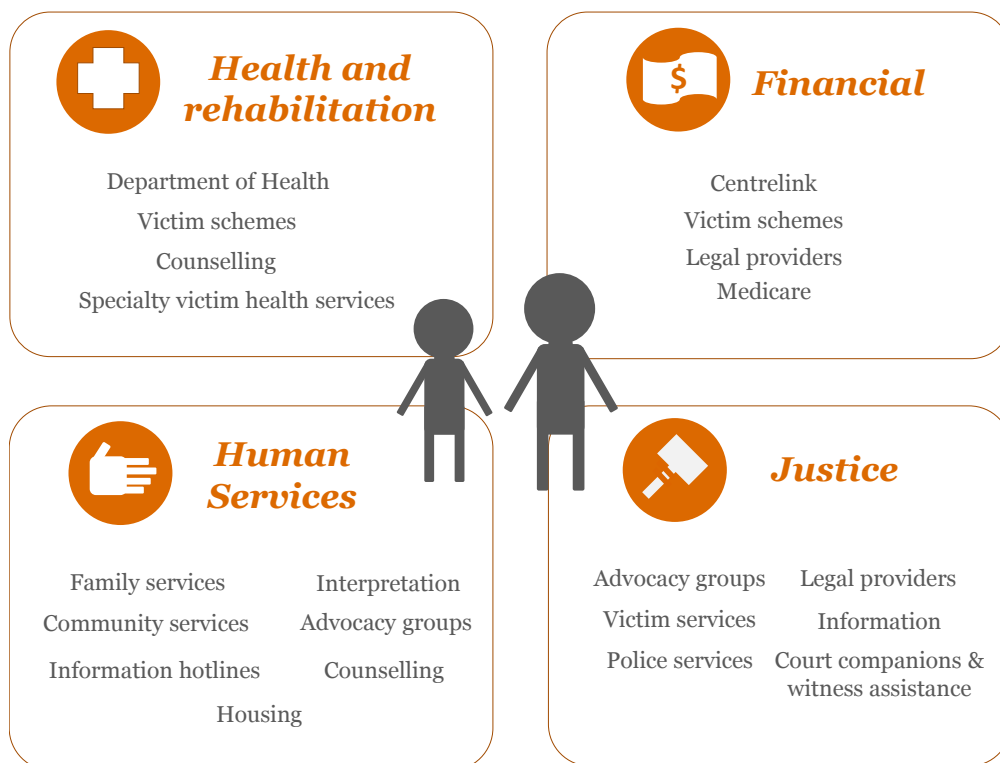 Health and
rehabilitation
Department of Health
Victim schemes
Counselling
Specialty victim health services
$
Financial
Centrelink
Victim schemes
Legal providers
Medicare
Human
Services
Family services
Interpretation
Community services
Advocacy groups
Information hotlines
Counselling
Housing
Justice
Advocacy groups
Legal providers
Victim services
Information
Police services
Court companions &
witness assistance